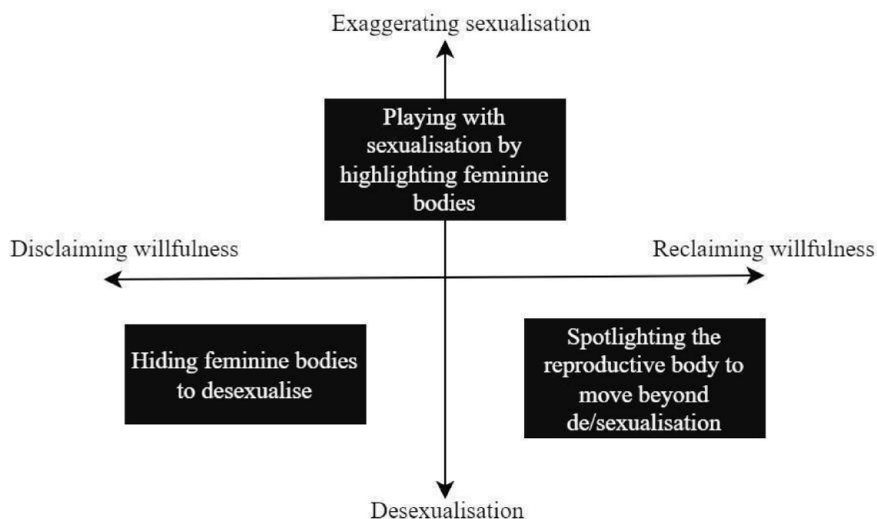 Exaggerating sexualisation
Playing with
sexualisation by
highlighting feminine
bodies
Disclaiming willfulness
Reclaiming willfulness
Hiding feminine bodies
to desexualise
Spotlighting the
reproductive body to
move beyond
de/sexualisation
Desexualisation